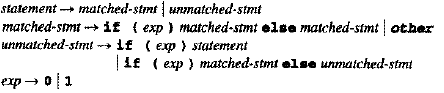 statement → matched-stmt | unmatched-stmt
matched-stmt → if ( exp ) matched-stmt else matched-stmt | other
unmatched-stmt → if ( exp ) statement
| if ( exp ) matched-stmt else unmatched-stmt
exp → 0 | 1